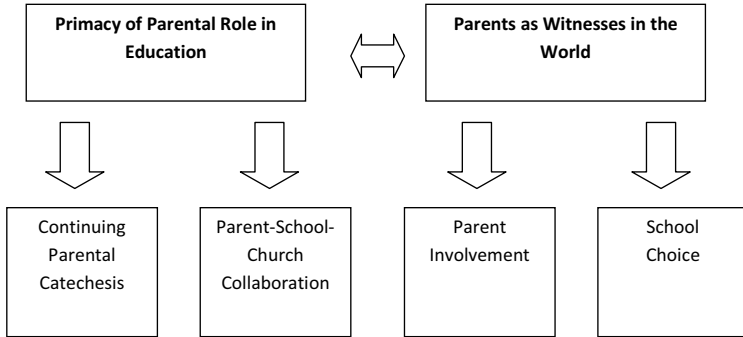 Primacy of Parental Role in
Education
Parents as Witnesses in the
World
Continuing
Parental
Catechesis
Parent-School-
Church
Collaboration
Parent
Involvement
School
Choice